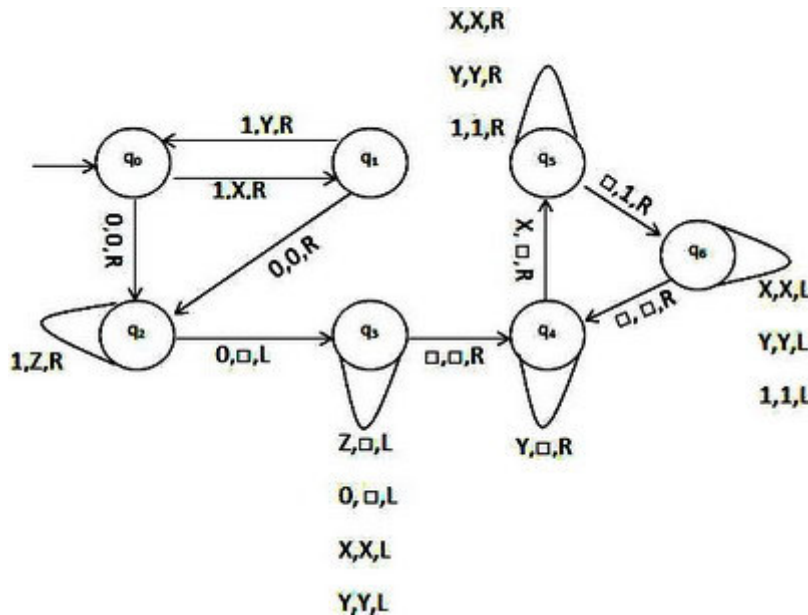 X,X,R
Y,Y,R
1,1,R
1,Y,R
q₀
q₁
q₅
1,X,R
□,1,R
0,0,R
0,0,R
X,□,R
q₆
□,□,R
X,X,L
Y,Y,L
1,1,L
q₂
q₃
q₄
1,Z,R
0,□,L
□,□,R
Z,□,L
0,□,L
X,X,L
Y,Y,L
Y,□,R